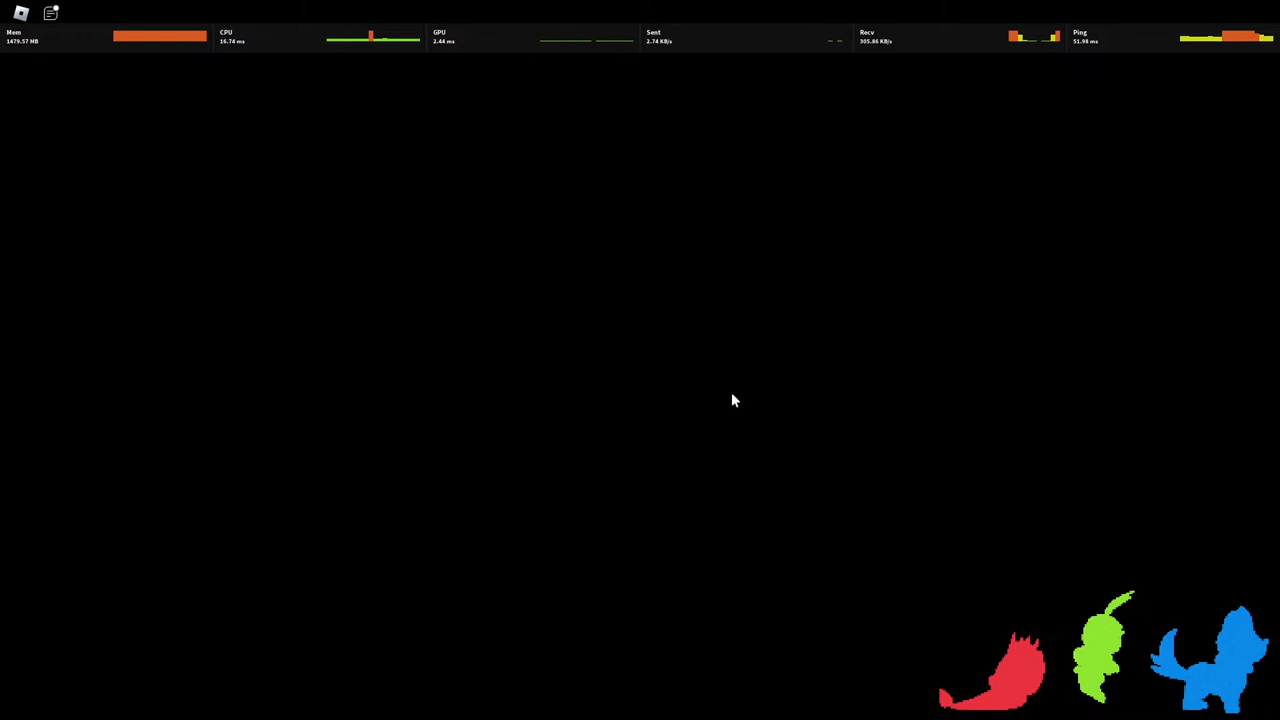 Mem
1479.57 MB
CPU
16.74 ms
GPU
2.44 ms
Sent
2.74 KB/s
Recv
305.86 KB/s
Ping
51.98 ms